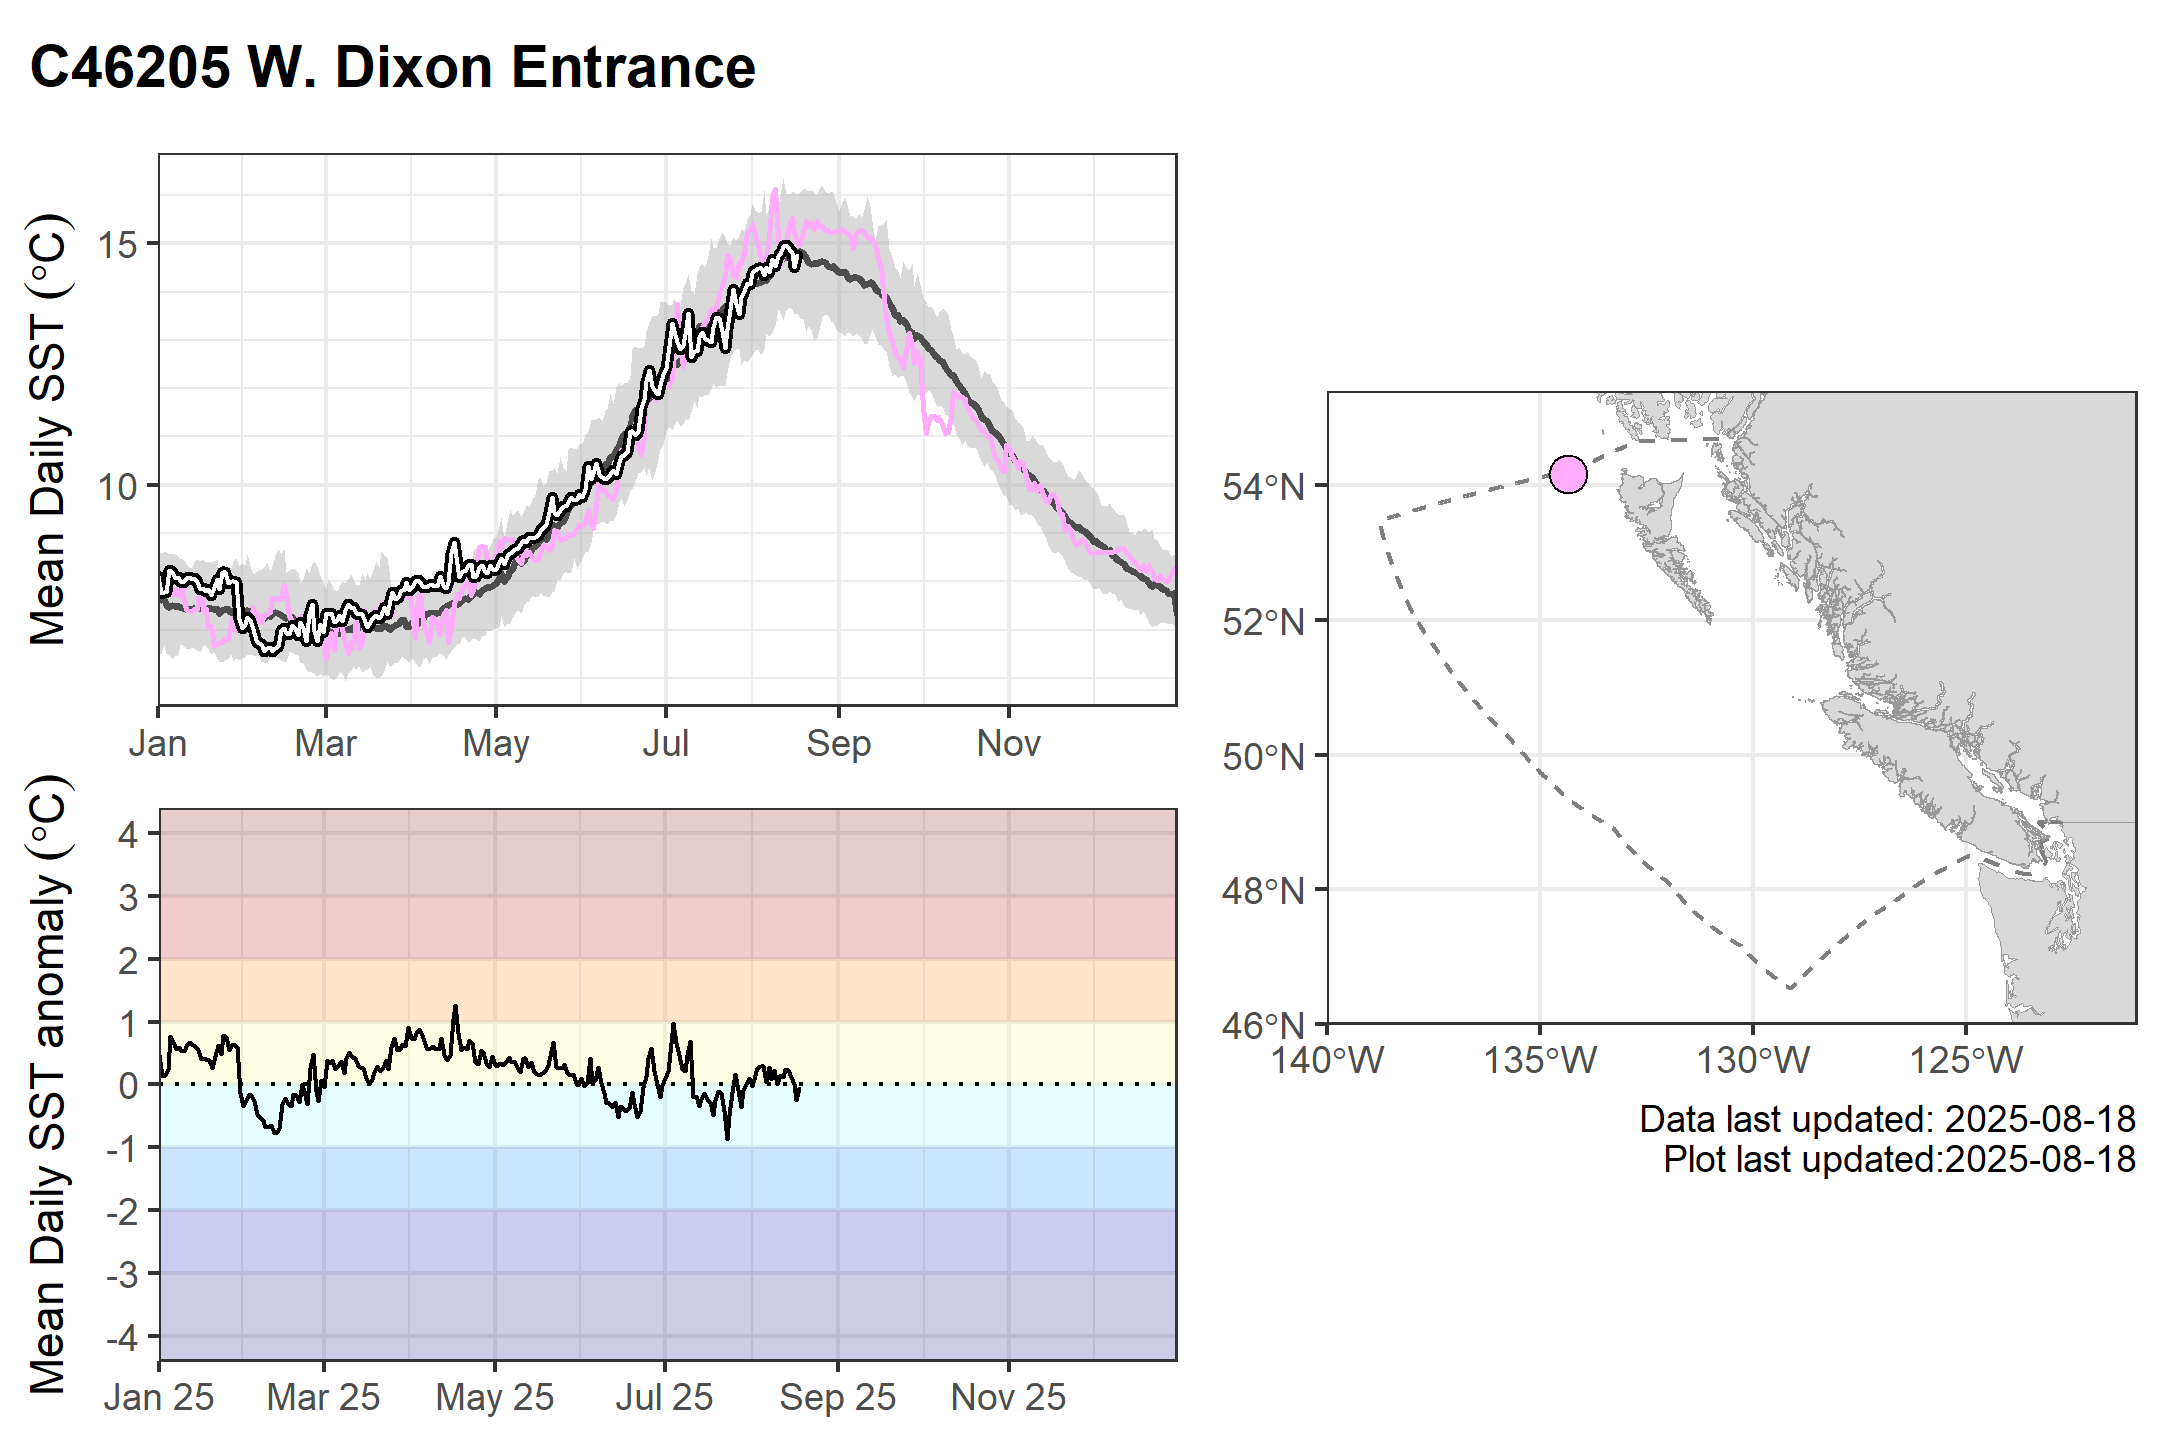 C46205 W. Dixon Entrance
Mean Daily SST (°C)
15
10
Jan Mar May Jul Sep Nov
Mean Daily SST anomaly (°C)
4
3
2
1
0
-1
-2
-3
-4
Jan 25 Mar 25 May 25 Jul 25 Sep 25 Nov 25
54°N
52°N
50°N
48°N
46°N
140°W 135°W 130°W 125°W
Data last updated: 2025-08-18
Plot last updated:2025-08-18